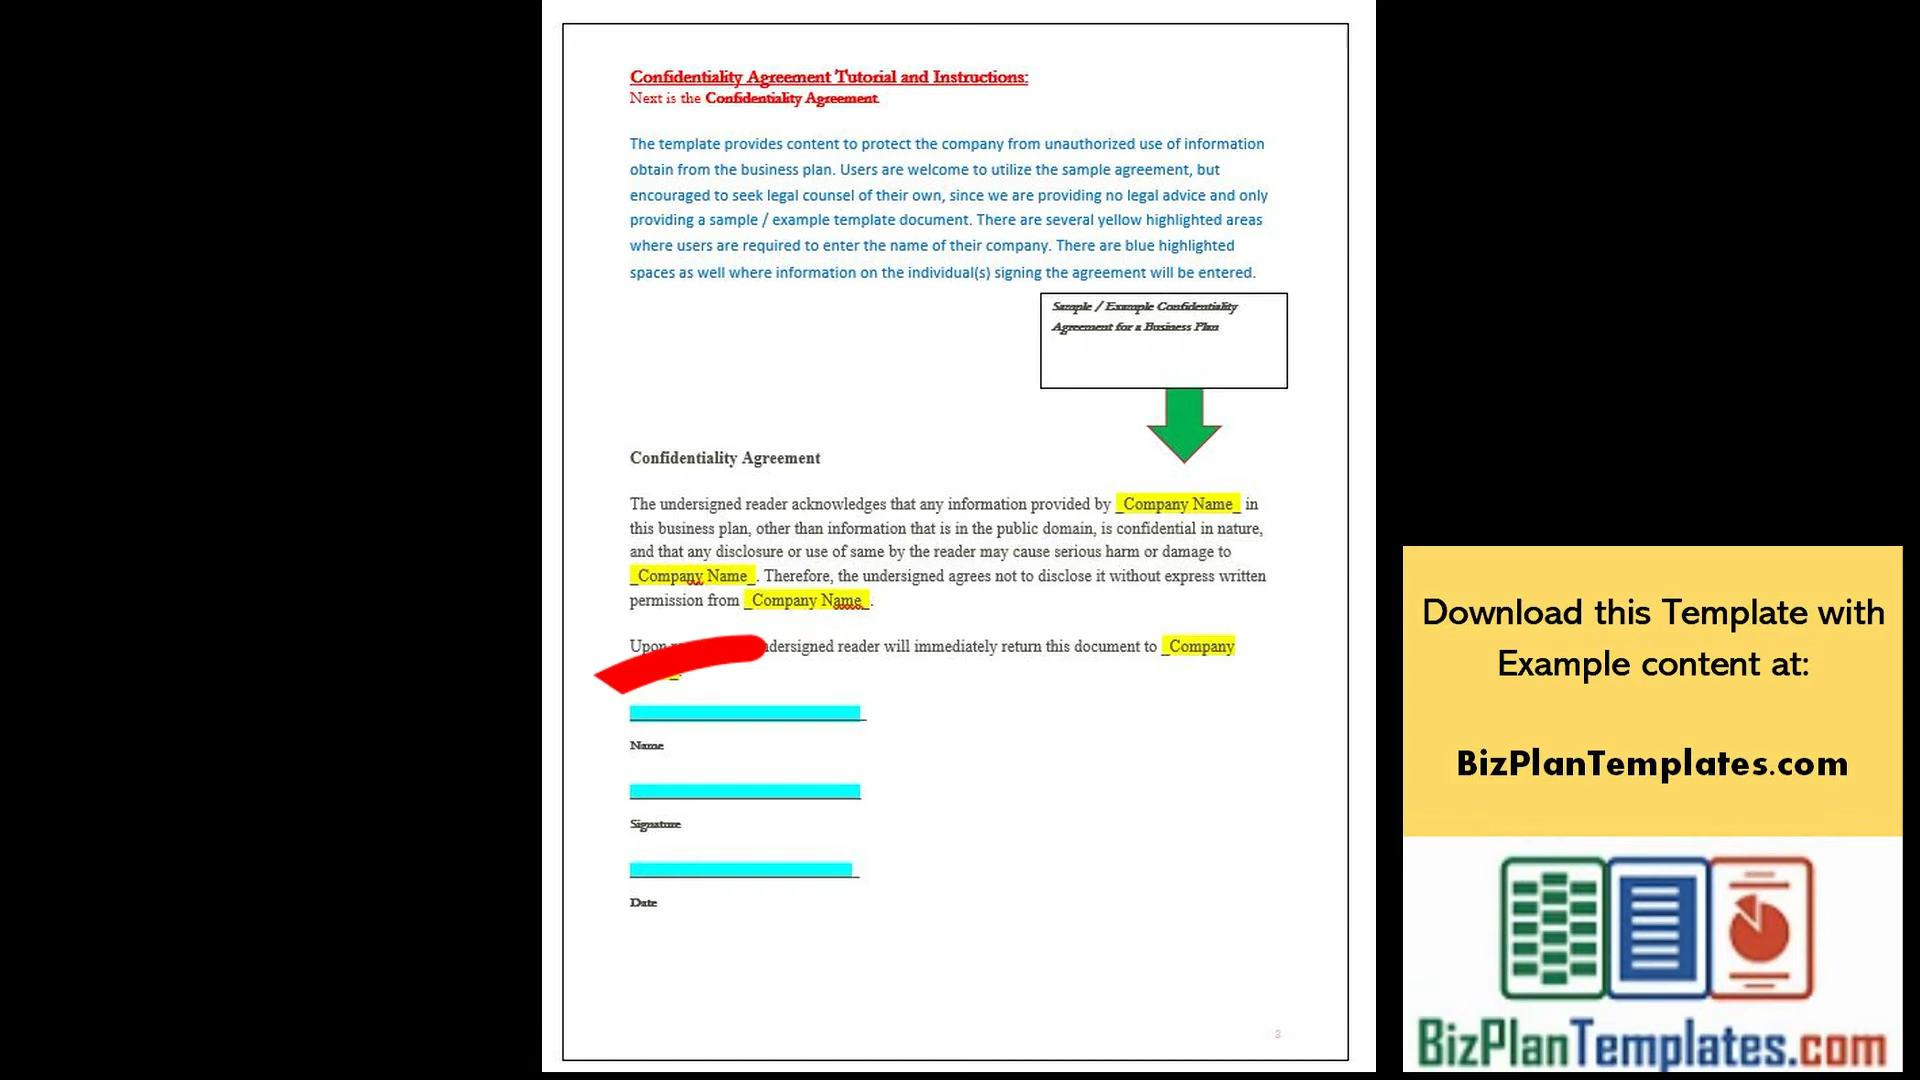 Confidentiality Agreement Tutorial and Instructions:
Next is the Confidentiality Agreement.
The template provides content to protect the company from unauthorized use of information
obtain from the business plan. Users are welcome to utilize the sample agreement, but
encouraged to seek legal counsel of their own, since we are providing no legal advice and only
providing a sample / example template document. There are several yellow highlighted areas
where users are required to enter the name of their company. There are blue highlighted
spaces as well where information on the individual(s) signing the agreement will be entered.
Sample / Example Confidentiality
Agreement for a Business Plan
Confidentiality Agreement
The undersigned reader acknowledges that any information provided by _Company Name_ in
this business plan, other than information that is in the public domain, is confidential in nature,
and that any disclosure or use of same by the reader may cause serious harm or damage to
_Company Name_. Therefore, the undersigned agrees not to disclose it without express written
permission from _Company Name_.
Upon reader will immediately return this document to _Company
Name
Signature
Date
3
Download this Template with
Example content at:
BizPlanTemplates.com
BizPlanTemplates.com